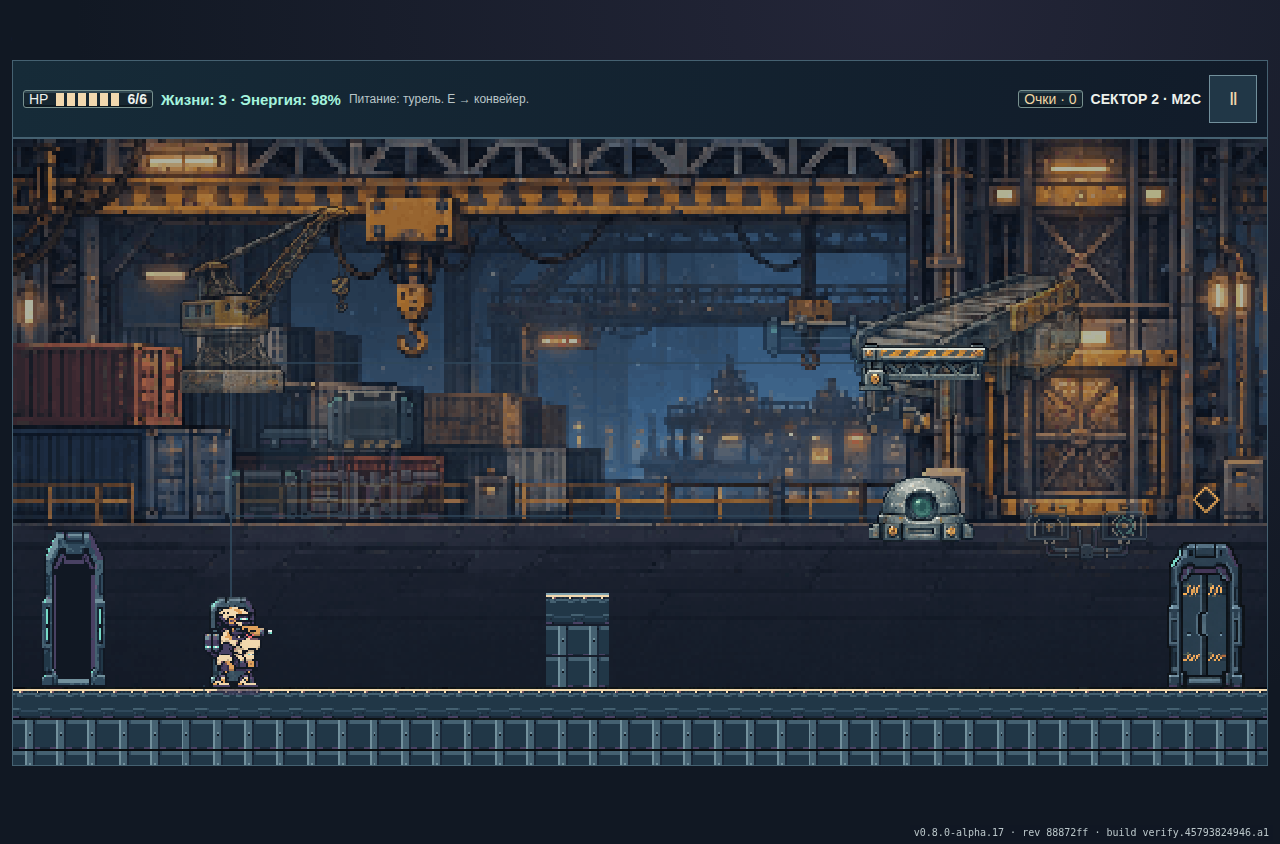 HP 6/6 Жизни: 3 · Энергия: 98% Питание: турель. E → конвейер. Очки · 0 СЕКТОР 2 · М2С II
v0.8.0-alpha.17 · rev 88872ff · build verify.45793824946.a1